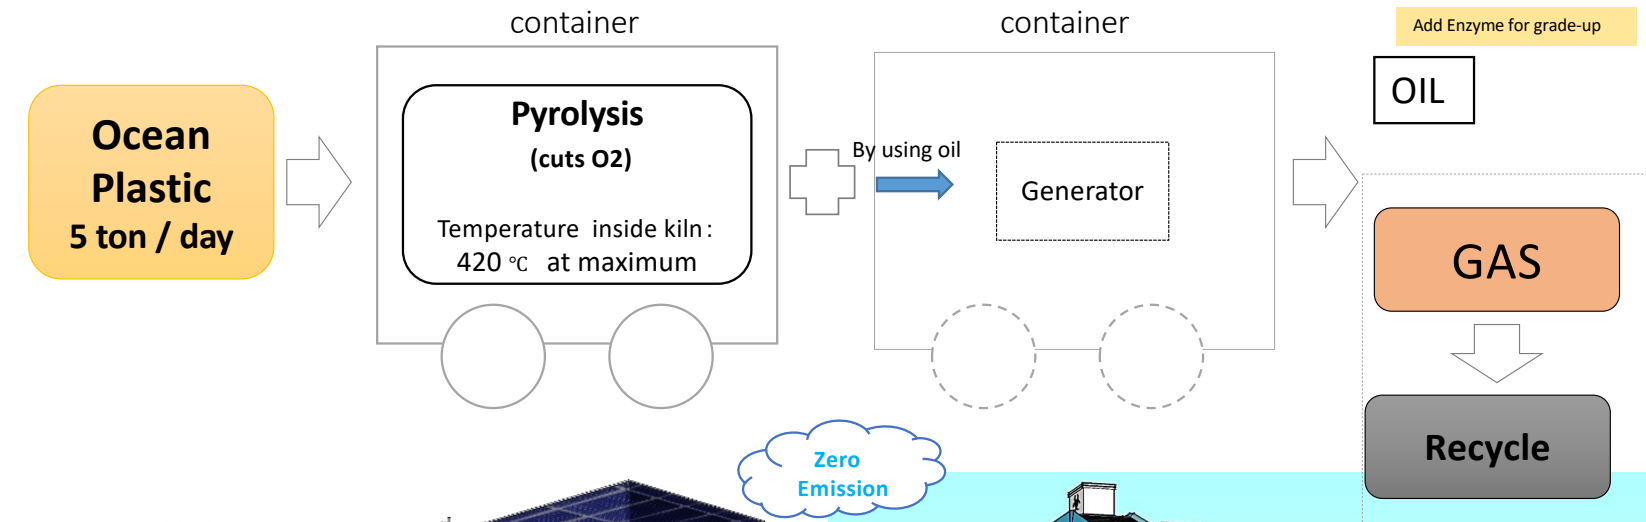 container
container
Add Enzyme for grade-up
Ocean
Plastic
5 ton / day
Pyrolysis
(cuts O2)
Temperature inside kiln :
420 ℃ at maximum
By using oil
Generator
OIL
GAS
Recycle
Zero
Emission